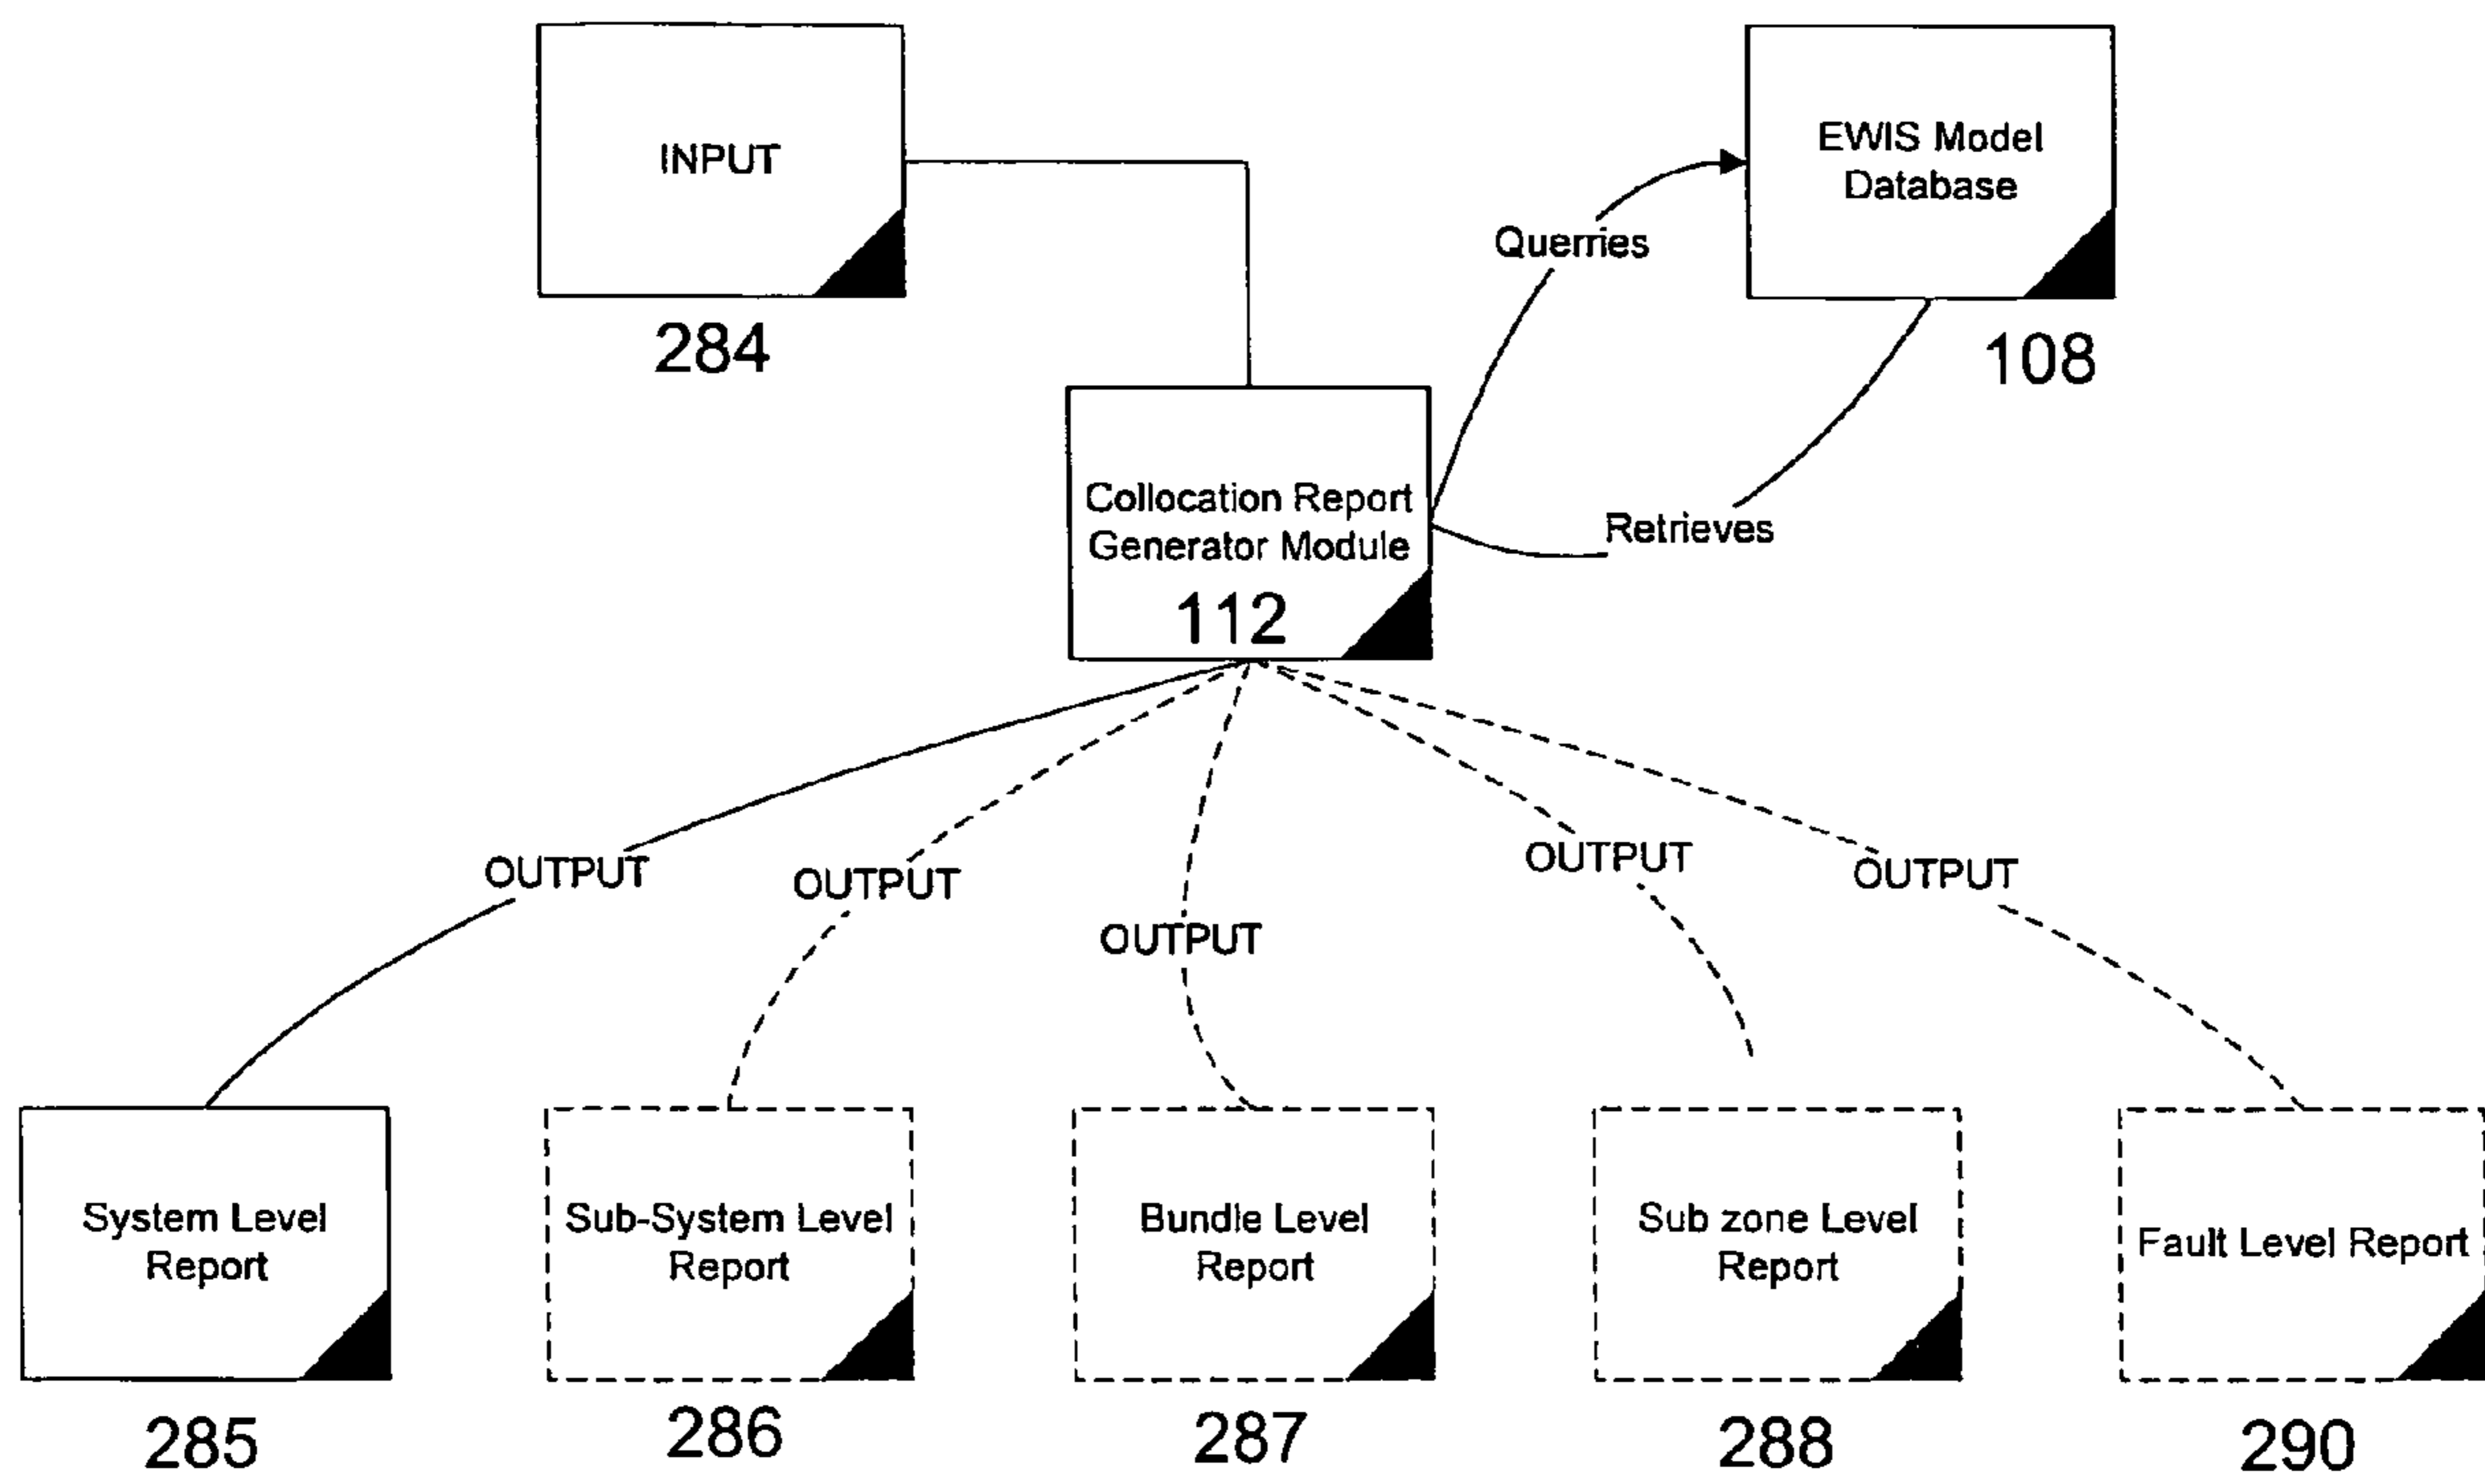 INPUT
284
EWIS Model
Database
108
Querries
Retrieves
Collocation Report
Generator Module
112
OUTPUT
OUTPUT
OUTPUT
OUTPUT
OUTPUT
System Level
Report
285
Sub-System Level
Report
286
Bundle Level
Report
287
Sub zone Level
Report
288
Fault Level Report
290